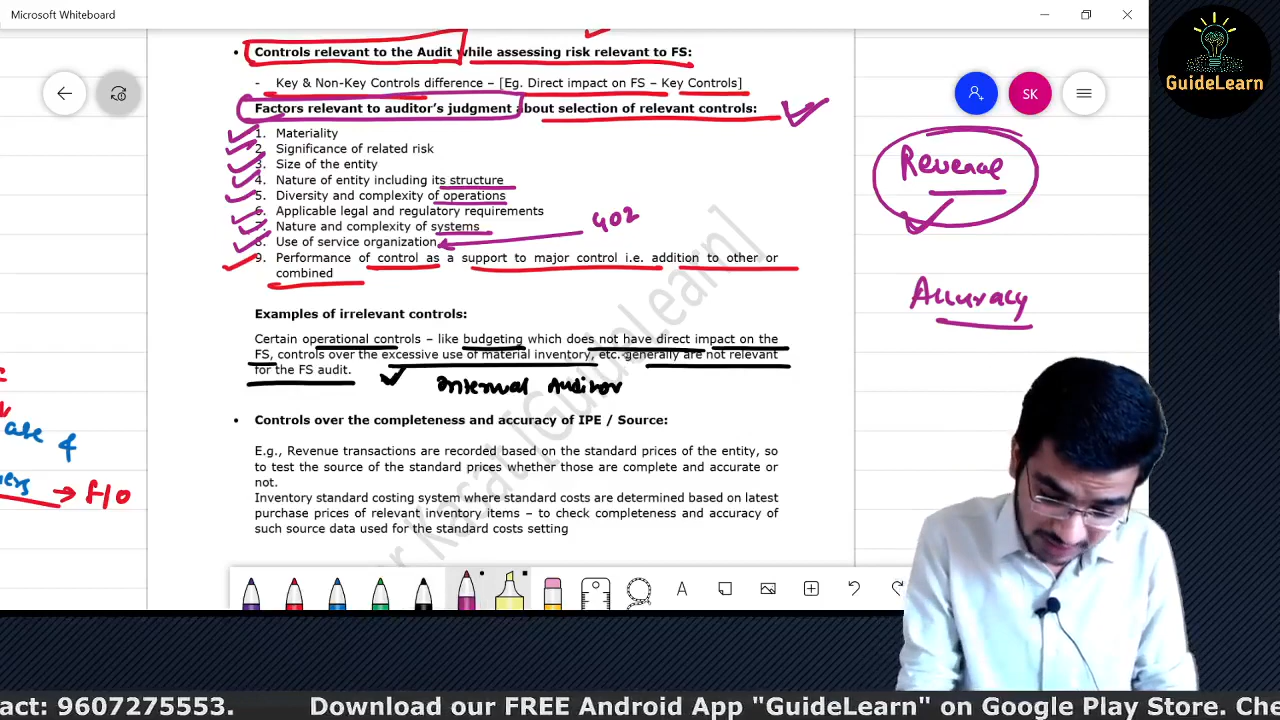 Microsoft Whiteboard
GuideLearn
SK
• Controls relevant to the Audit while assessing risk relevant to FS:
- Key & Non-Key Controls difference – [Eg. Direct impact on FS – Key Controls]
Factors relevant to auditor's judgment about selection of relevant controls:
1. Materiality
2. Significance of related risk
3. Size of the entity
4. Nature of entity including its structure
5. Diversity and complexity of operations
6. Applicable legal and regulatory requirements
7. Nature and complexity of systems
8. Use of service organization
402
9. Performance of control as a support to major control i.e. addition to other or
combined
Revenue
Accuracy
Examples of irrelevant controls:
Certain operational controls – like budgeting which does not have direct impact on the
FS, controls over the excessive use of material inventory, etc. generally are not relevant
for the FS audit.
Internal Auditor
• Controls over the completeness and accuracy of IPE / Source:
E.g., Revenue transactions are recorded based on the standard prices of the entity, so
to test the source of the standard prices whether those are complete and accurate or
not.
Inventory standard costing system where standard costs are determined based on latest
purchase prices of relevant inventory items – to check completeness and accuracy of
such source data used for the standard costs setting
→ F/O
Kasat [GuideLearn]
act: 9607275553. Download our FREE Android App "GuideLearn" on Google Play Store. Che